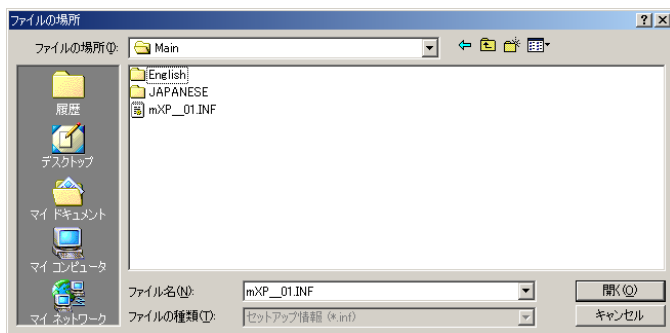 ファイルの場所
ファイルの場所(I):
Main
English
JAPANESE
mXP__01.INF
履歴
デスクトップ
マイ ドキュメント
マイ コンピュータ
マイ ネットワーク
ファイル名(N):
mXP__01.INF
開く(O)
ファイルの種類(T):
セットアップ情報 (*.inf)
キャンセル